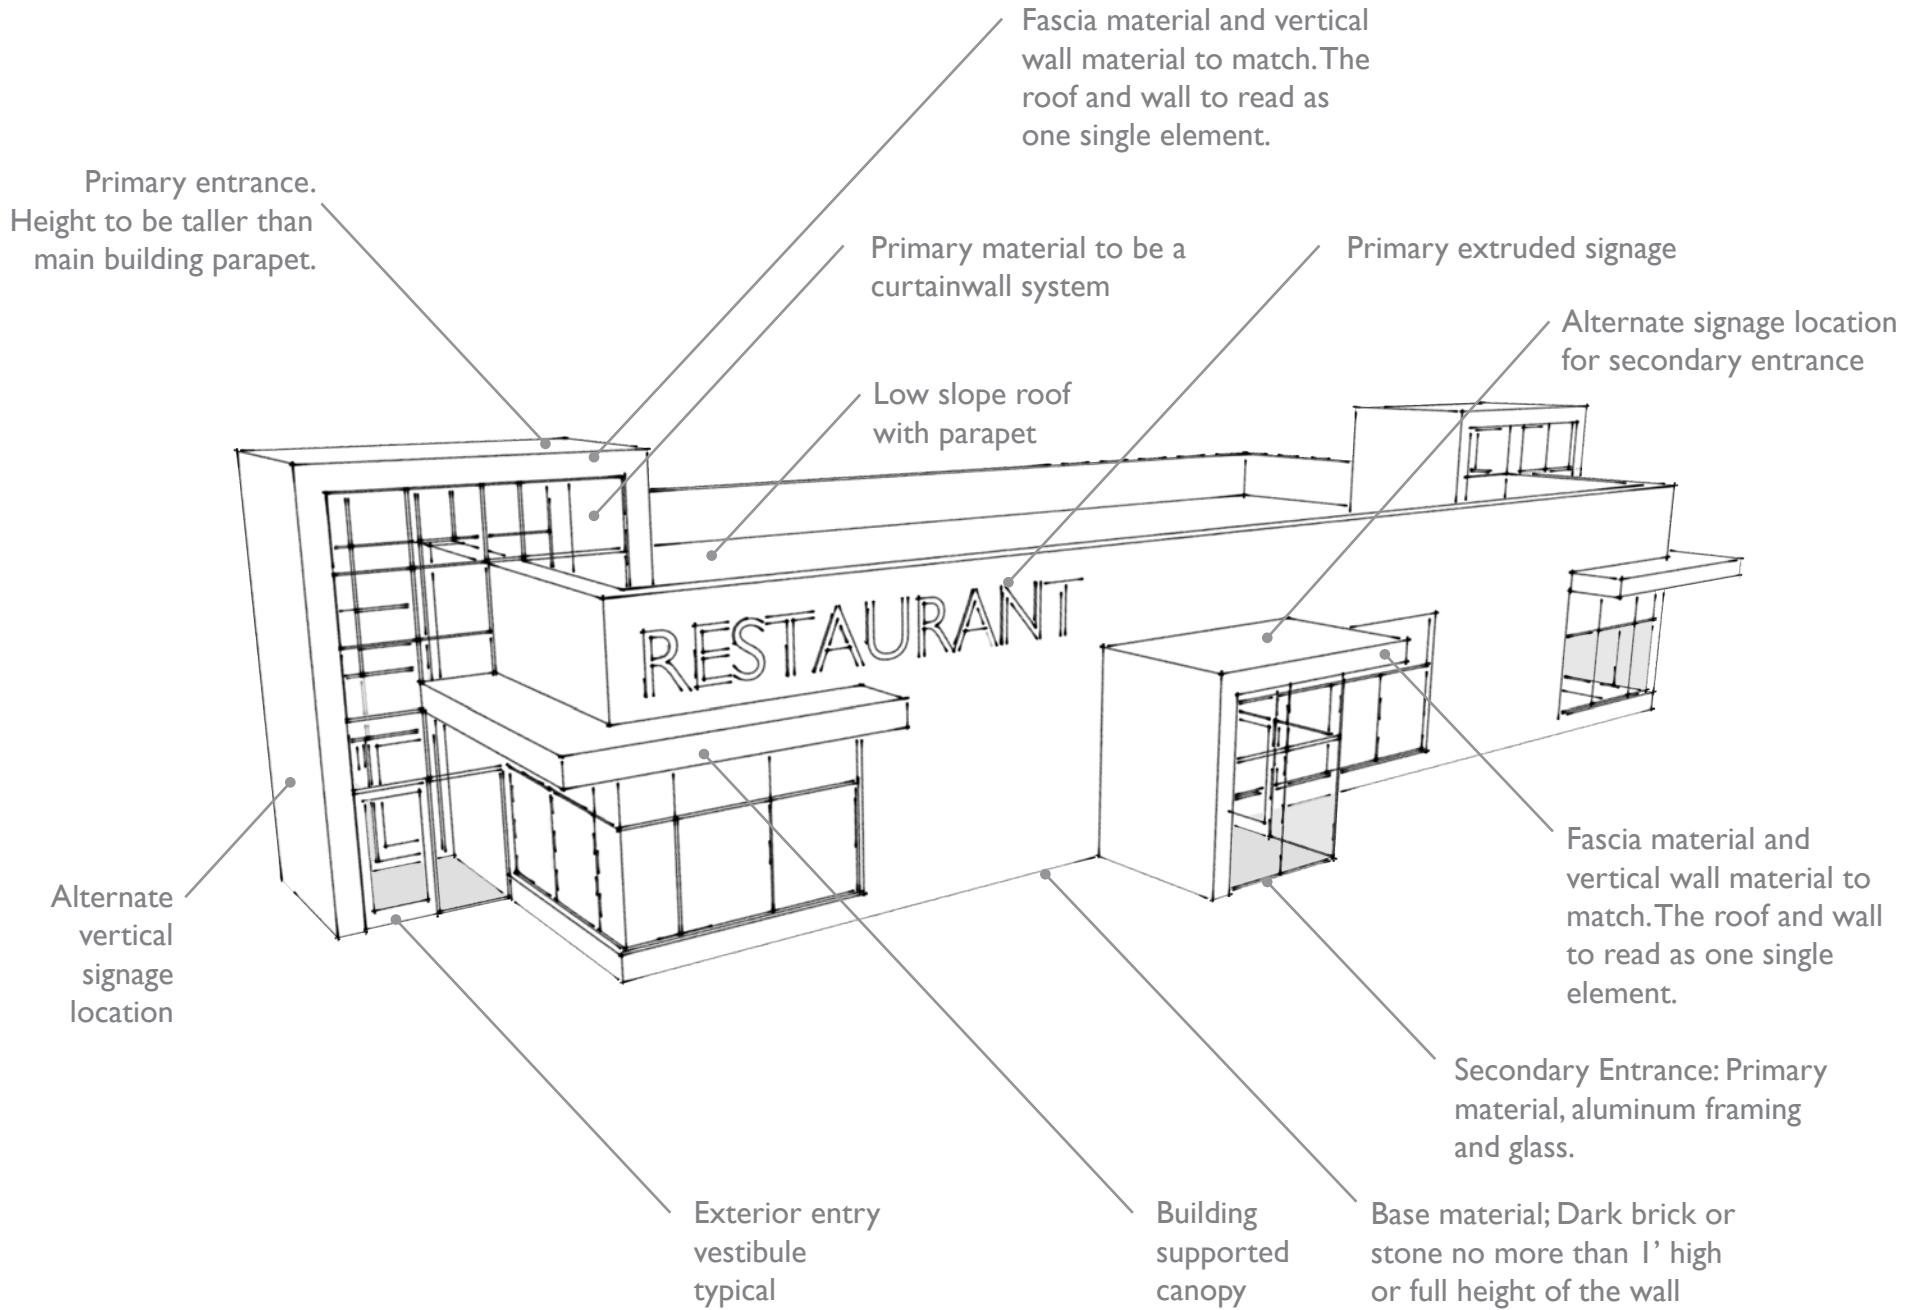 Fascia material and vertical
wall material to match. The
roof and wall to read as
one single element.
Primary entrance.
Height to be taller than
main building parapet.
Primary material to be a
curtainwall system
Primary extruded signage
Alternate signage location
for secondary entrance
Low slope roof
with parapet
RESTAURANT
Alternate
vertical
signage
location
Fascia material and
vertical wall material to
match. The roof and wall
to read as one single
element.
Secondary Entrance: Primary
material, aluminum framing
and glass.
Exterior entry
vestibule
typical
Building
supported
canopy
Base material; Dark brick or
stone no more than 1' high
or full height of the wall